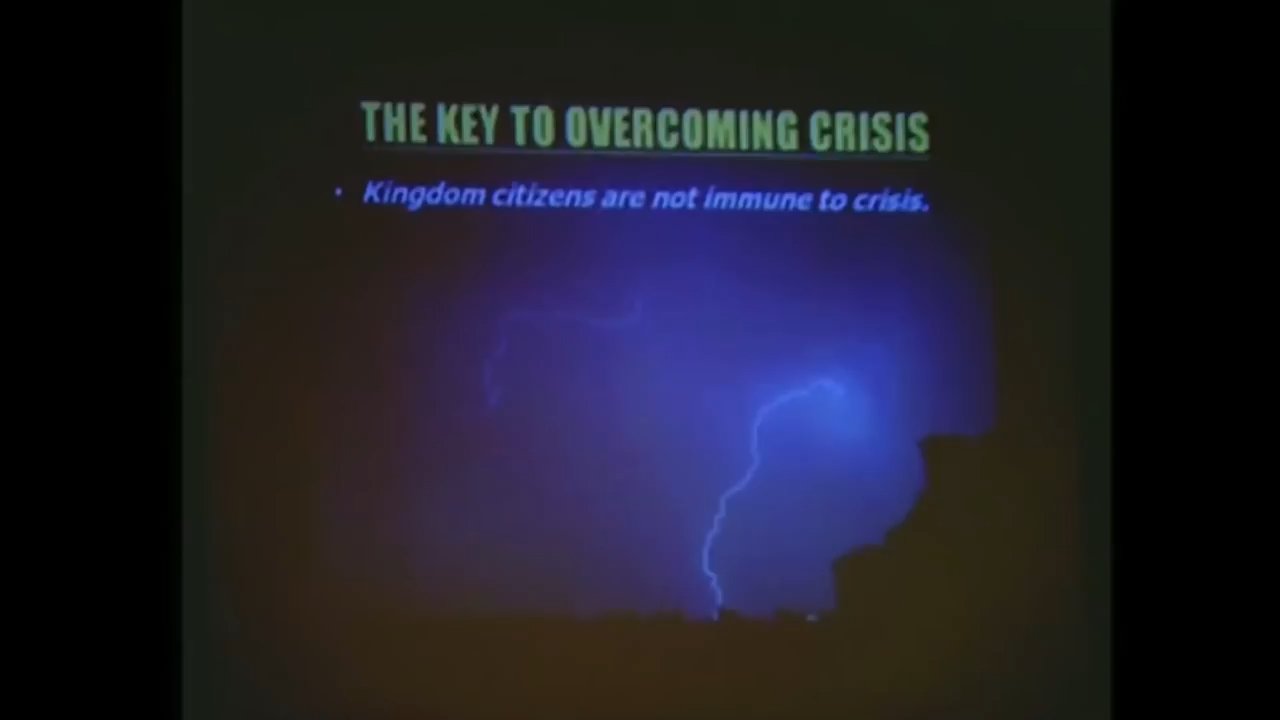 THE KEY TO OVERCOMING CRISIS
• Kingdom citizens are not immune to crisis.